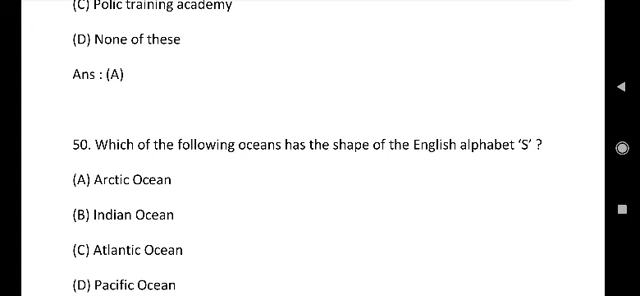 (C) Polic training academy
(D) None of these
Ans : (A)
50. Which of the following oceans has the shape of the English alphabet ‘S’ ?
(A) Arctic Ocean
(B) Indian Ocean
(C) Atlantic Ocean
(D) Pacific Ocean